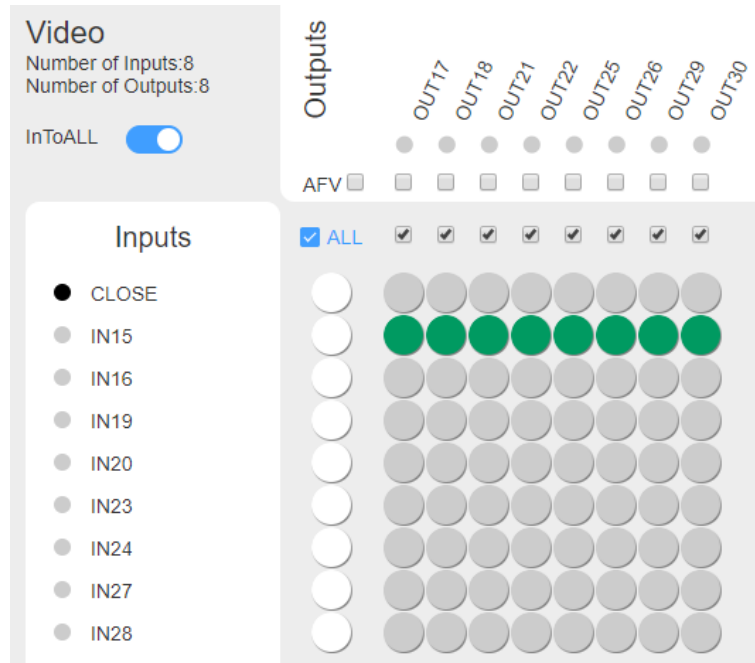 Video
Number of Inputs:8
Number of Outputs:8
InToALL
Outputs
OUT17
OUT18
OUT21
OUT22
OUT25
OUT26
OUT29
OUT30
AFV
Inputs
ALL
CLOSE
IN15
IN16
IN19
IN20
IN23
IN24
IN27
IN28